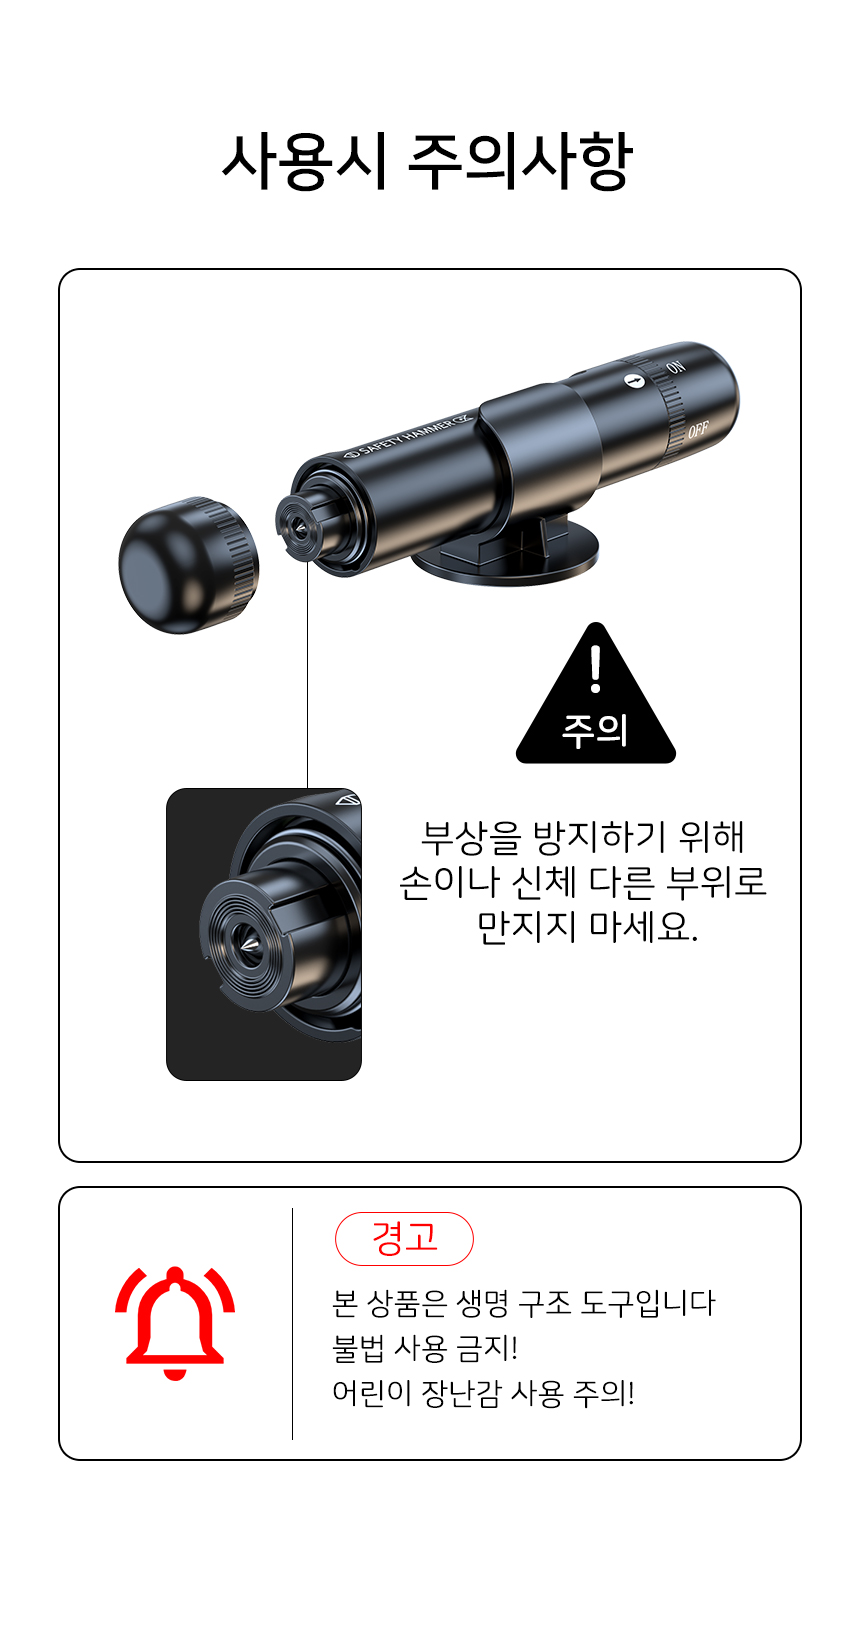 사용시 주의사항
SAFETY HAMMER
ON
OFF
!
주의
부상을 방지하기 위해
손이나 신체 다른 부위로
만지지 마세요.
경고
본 상품은 생명 구조 도구입니다
불법 사용 금지!
어린이 장난감 사용 주의!